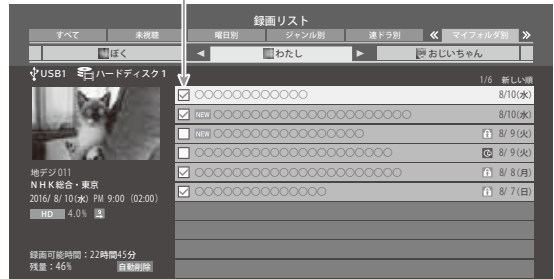 録画リスト
すべて 未視聴 曜日別 ジャンル別 連ドラ別 ≪ マイフォルダ別 ≫
ぼく ◀ わたし ▶ おじいちゃん
USB1 ハードディスク1
1/6 新しい順
☑ ○○○○○○○○○○○○ 8/10(水)
☑ NEW ○○○○○○○○○○○○○○○○○○○○○ 8/10(水)
☐ NEW ○○○○○○○○○○○○○○○○ 8/ 9(火)
☐ ○○○○○○○○○○○○○○○○○○○○○ 8/ 9(火)
☑ ○○○○○○○○○○○○○○○○○○○○○○ 8/ 8(月)
☑ ○○○○○○○○○○○○○○ 8/ 7(日)
地デジ011
NHK総合・東京
2016/ 8/10(水) PM 9:00 (02:00)
HD 4.0%
録画可能時間：22時間45分
残量：46% 自動削除